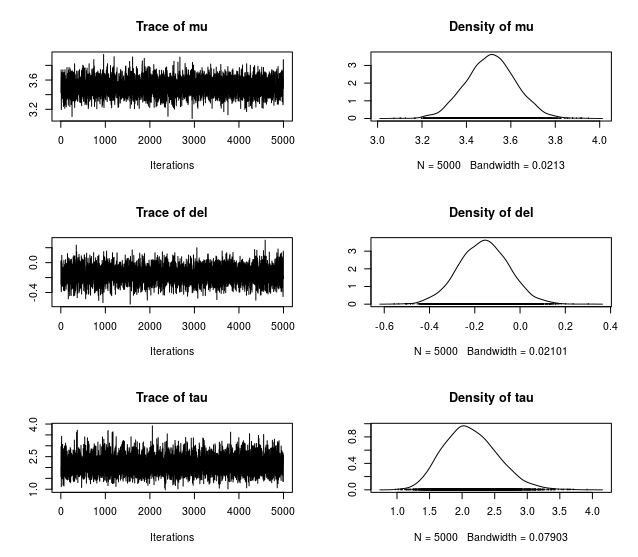 Trace of mu
3.2 3.6
0 1000 2000 3000 4000 5000
Iterations
Density of mu
0 1 2 3
3.0 3.2 3.4 3.6 3.8 4.0
N = 5000 Bandwidth = 0.0213
Trace of del
-0.4 0.0
0 1000 2000 3000 4000 5000
Iterations
Density of del
0 1 2 3
-0.6 -0.4 -0.2 0.0 0.2 0.4
N = 5000 Bandwidth = 0.02101
Trace of tau
1.0 2.5 4.0
0 1000 2000 3000 4000 5000
Iterations
Density of tau
0.0 0.4 0.8
1.0 1.5 2.0 2.5 3.0 3.5 4.0
N = 5000 Bandwidth = 0.07903